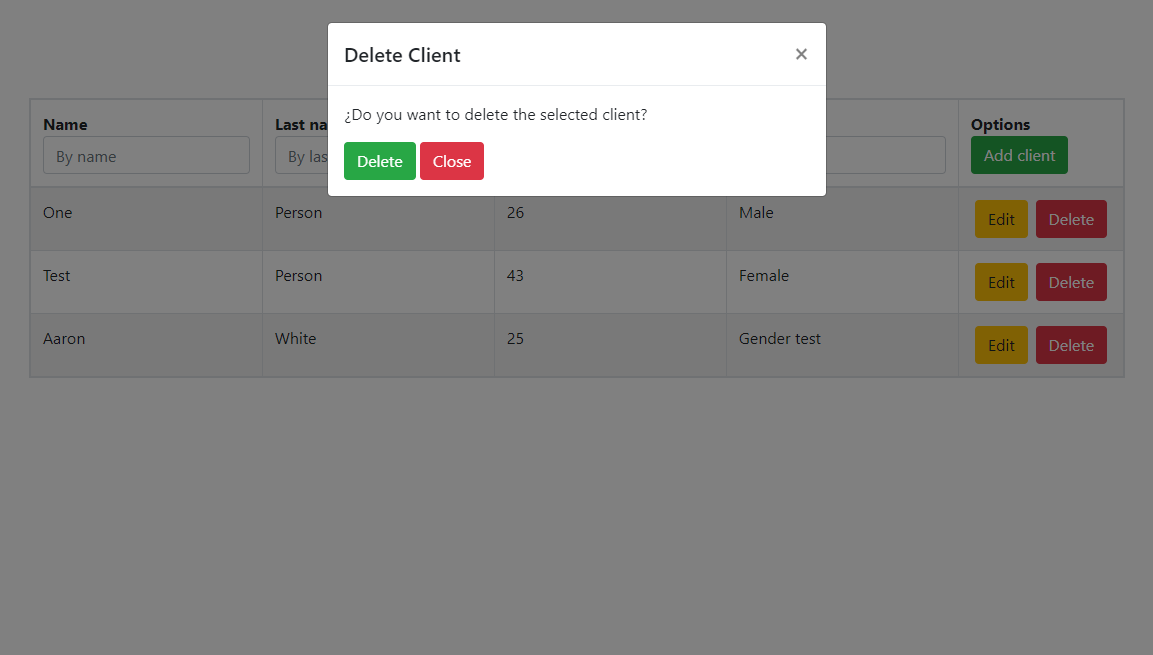 Delete Client ×
¿Do you want to delete the selected client?
Delete Close
Name Last na Options
By name By las Add client
One Person 26 Male Edit Delete
Test Person 43 Female Edit Delete
Aaron White 25 Gender test Edit Delete